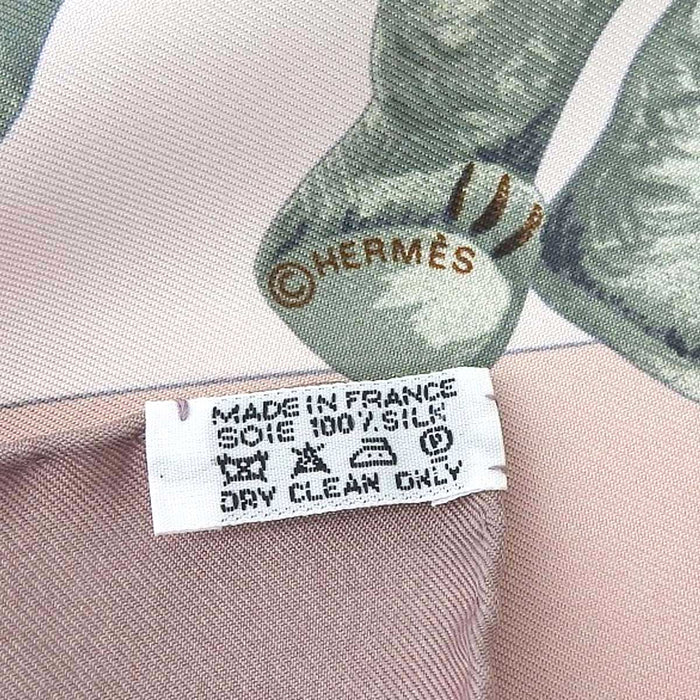 ©HERMÈS
MADE IN FRANCE
SOIE 100% SILK
DRY CLEAN ONLY